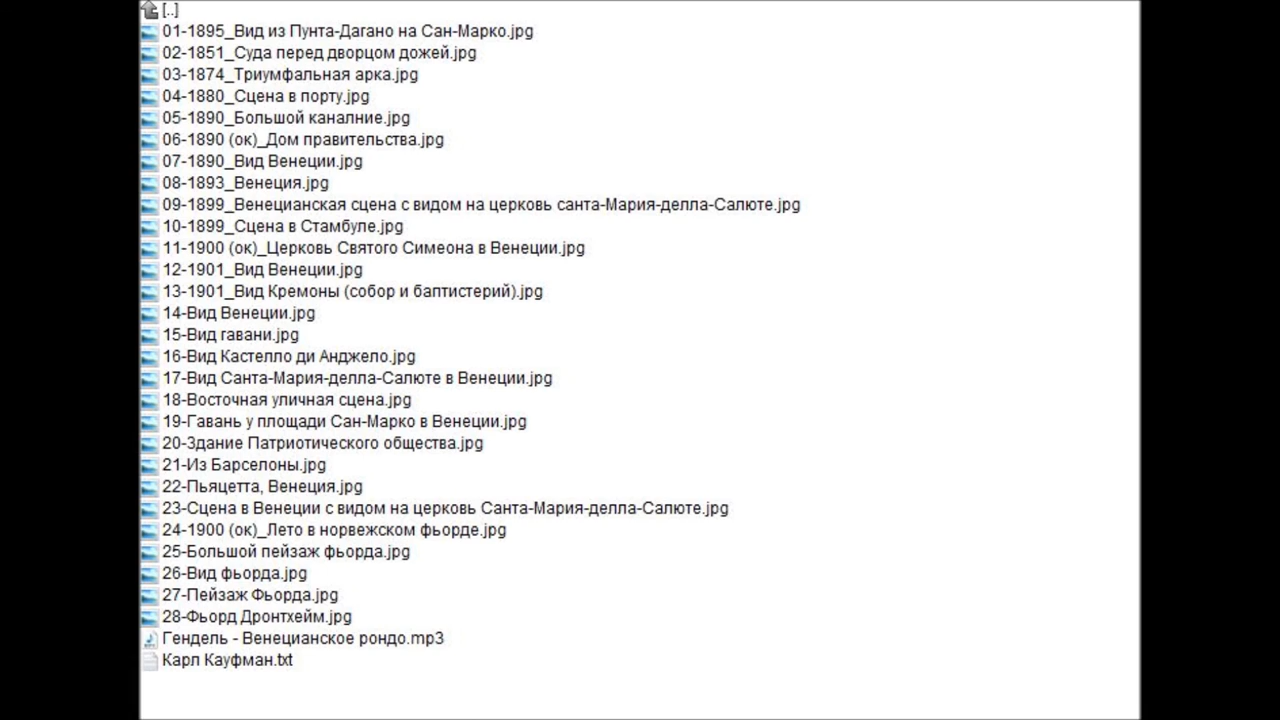 [..]
01-1895_Вид из Пунта-Дагано на Сан-Марко.jpg
02-1851_Суда перед дворцом дожей.jpg
03-1874_Триумфальная арка.jpg
04-1880_Сцена в порту.jpg
05-1890_Большой каналние.jpg
06-1890 (ок)_Дом правительства.jpg
07-1890_Вид Венеции.jpg
08-1893_Венеция.jpg
09-1899_Венецианская сцена с видом на церковь санта-Мария-делла-Салюте.jpg
10-1899_Сцена в Стамбуле.jpg
11-1900 (ок)_Церковь Святого Симеона в Венеции.jpg
12-1901_Вид Венеции.jpg
13-1901_Вид Кремоны (собор и баптистерий).jpg
14-Вид Венеции.jpg
15-Вид гавани.jpg
16-Вид Кастелло ди Анджело.jpg
17-Вид Санта-Мария-делла-Салюте в Венеции.jpg
18-Восточная уличная сцена.jpg
19-Гавань у площади Сан-Марко в Венеции.jpg
20-Здание Патриотического общества.jpg
21-Из Барселоны.jpg
22-Пьяцетта, Венеция.jpg
23-Сцена в Венеции с видом на церковь Санта-Мария-делла-Салюте.jpg
24-1900 (ок)_Лето в норвежском фьорде.jpg
25-Большой пейзаж фьорда.jpg
26-Вид фьорда.jpg
27-Пейзаж Фьорда.jpg
28-Фьорд Дронтхейм.jpg
Гендель - Венецианское рондо.mp3
Карл Кауфман.txt